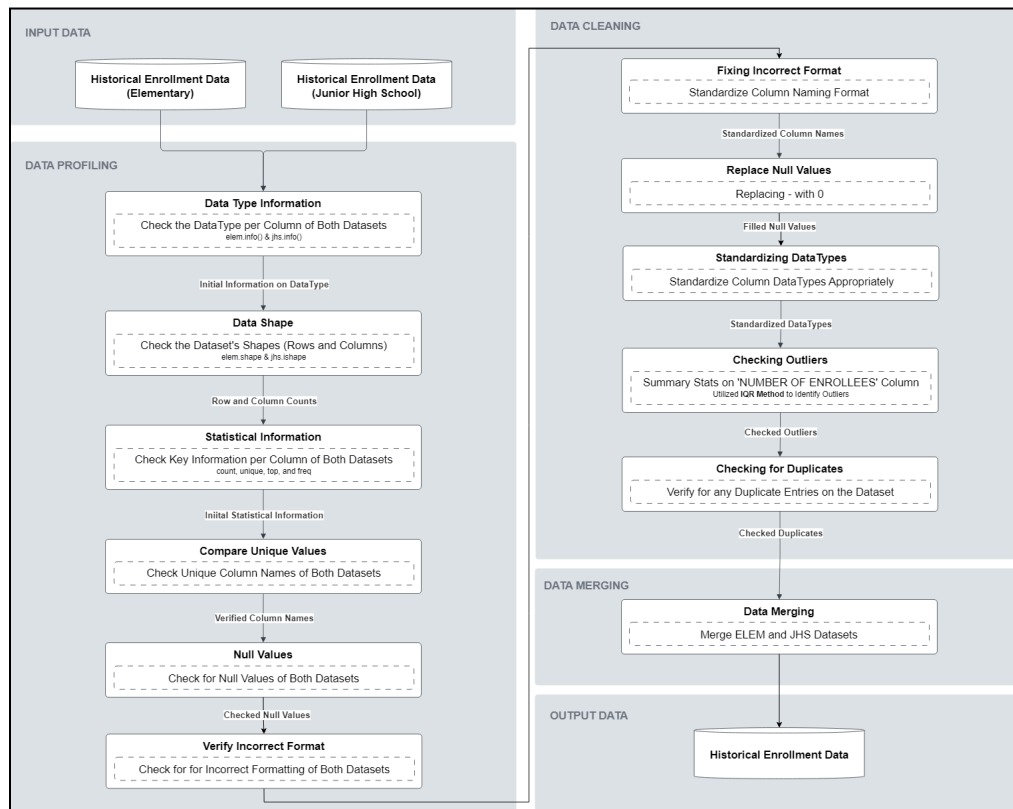 INPUT DATA
Historical Enrollment Data
(Elementary)
Historical Enrollment Data
(Junior High School)
DATA PROFILING
Data Type Information
Check the DataType per Column of Both Datasets
elem.info() & jhs.info()
Initial Information on DataType
Data Shape
Check the Dataset's Shapes (Rows and Columns)
elem.shape & jhs.ishape
Row and Column Counts
Statistical Information
Check Key Information per Column of Both Datasets
count, unique, top, and freq
Iniital Statistical Information
Compare Unique Values
Check Unique Column Names of Both Datasets
Verified Column Names
Null Values
Check for Null Values of Both Datasets
Checked Null Values
Verify Incorrect Format
Check for for Incorrect Formatting of Both Datasets
DATA CLEANING
Fixing Incorrect Format
Standardize Column Naming Format
Standardized Column Names
Replace Null Values
Replacing - with 0
Filled Null Values
Standardizing DataTypes
Standardize Column DataTypes Appropriately
Standardized DataTypes
Checking Outliers
Summary Stats on 'NUMBER OF ENROLLEES' Column
Utilized IQR Method to Identify Outliers
Checked Outliers
Checking for Duplicates
Verify for any Duplicate Entries on the Dataset
Checked Duplicates
DATA MERGING
Data Merging
Merge ELEM and JHS Datasets
OUTPUT DATA
Historical Enrollment Data